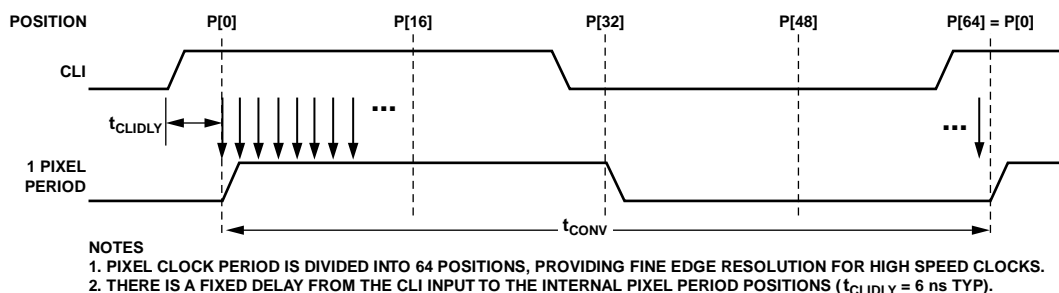 POSITION P[0] P[16] P[32] P[48] P[64] = P[0]
CLI
tCLIDLY
...
...
1 PIXEL
PERIOD
tCONV
NOTES
1. PIXEL CLOCK PERIOD IS DIVIDED INTO 64 POSITIONS, PROVIDING FINE EDGE RESOLUTION FOR HIGH SPEED CLOCKS.
2. THERE IS A FIXED DELAY FROM THE CLI INPUT TO THE INTERNAL PIXEL PERIOD POSITIONS (tCLIDLY = 6 ns TYP).